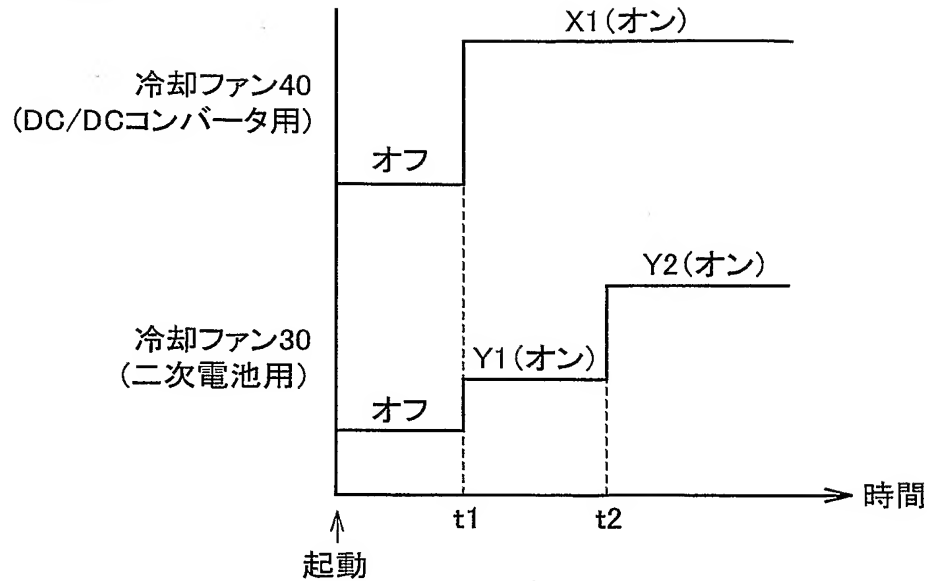 X1(オン)
冷却ファン40
(DC/DCコンバータ用)
オフ
Y2(オン)
冷却ファン30
(二次電池用)
Y1(オン)
オフ
時間
t1
t2
起動